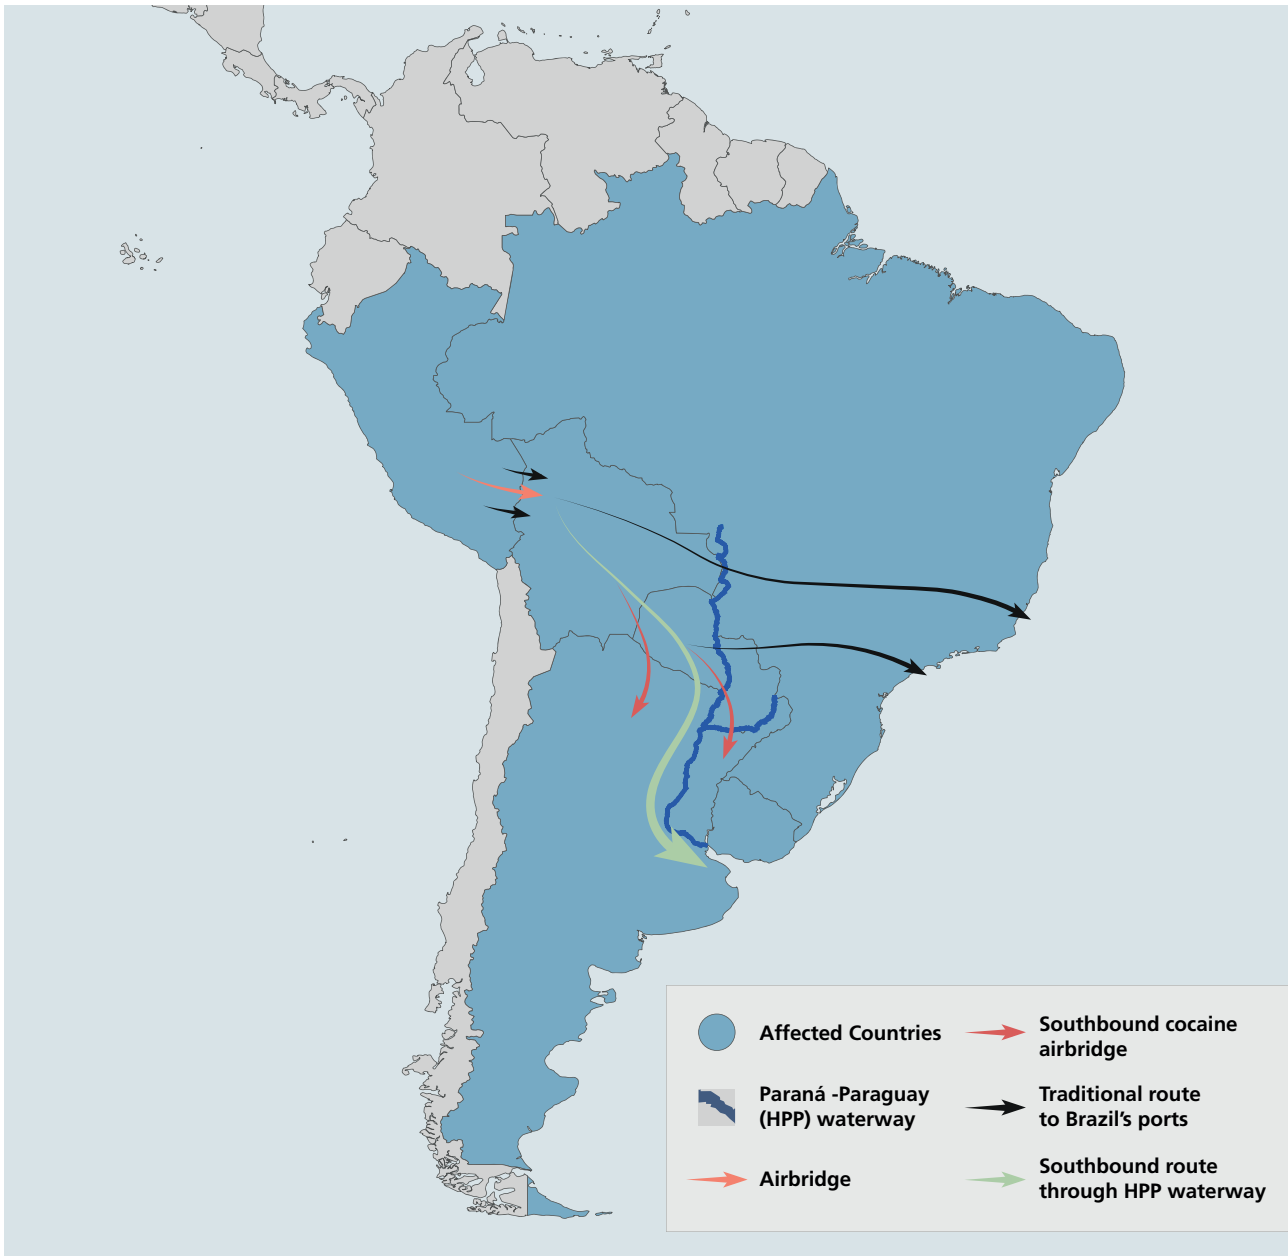 Affected Countries
Paraná -Paraguay
(HPP) waterway
Airbridge
Southbound cocaine
airbridge
Traditional route
to Brazil’s ports
Southbound route
through HPP waterway